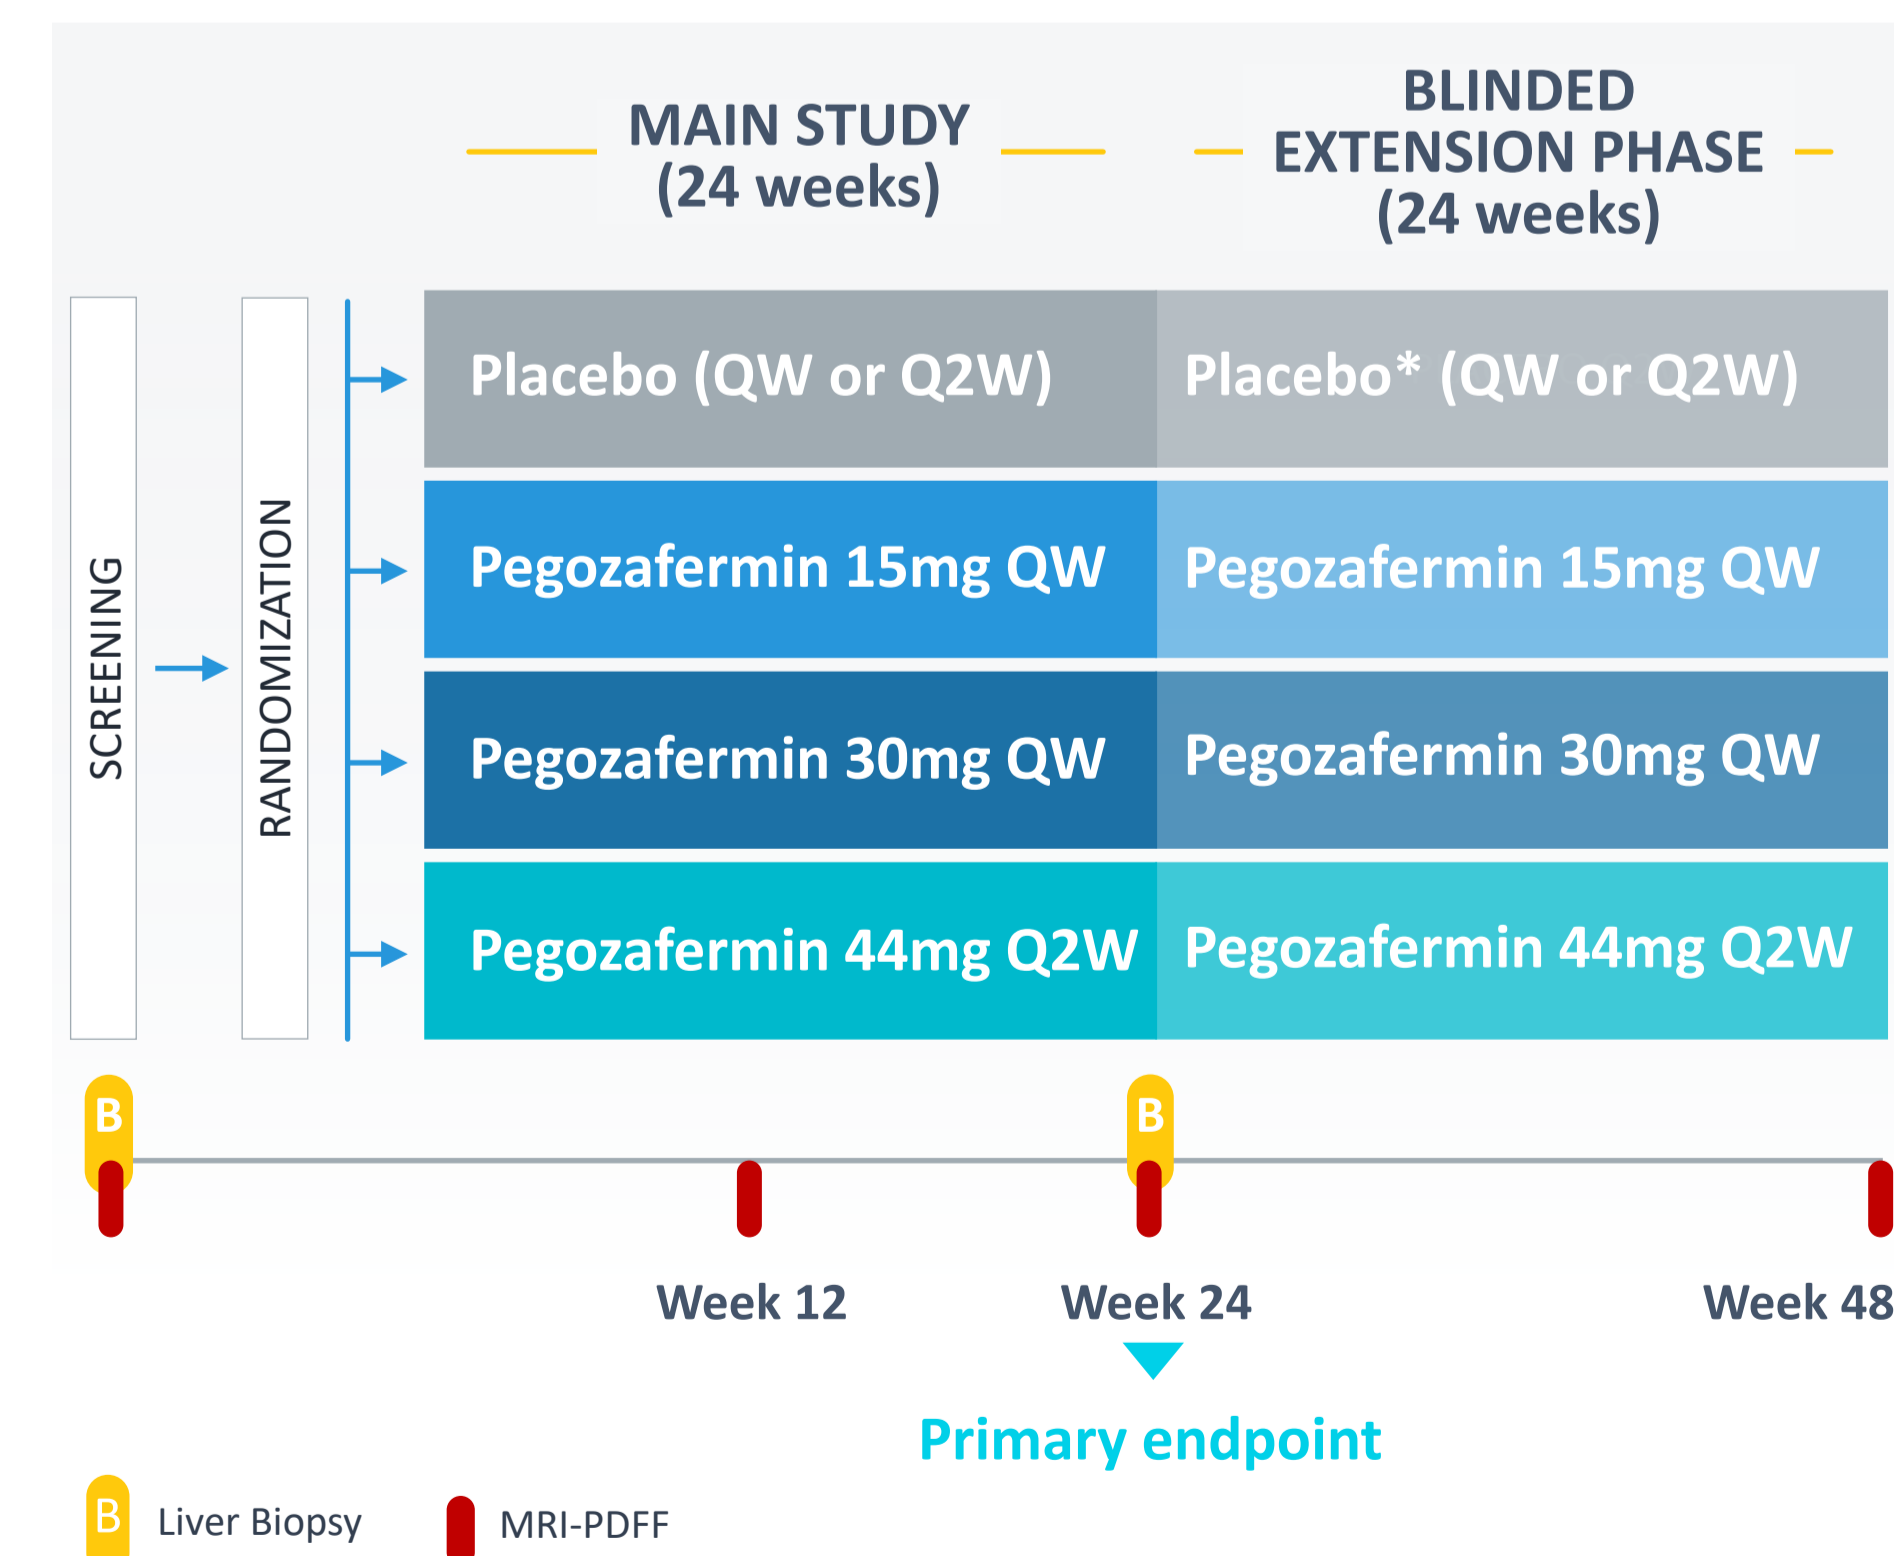 MAIN STUDY
(24 weeks)
BLINDED
EXTENSION PHASE
(24 weeks)
SCREENING
RANDOMIZATION
Placebo (QW or Q2W)
Placebo* (QW or Q2W)
Pegozafermin 15mg QW
Pegozafermin 15mg QW
Pegozafermin 30mg QW
Pegozafermin 30mg QW
Pegozafermin 44mg Q2W
Pegozafermin 44mg Q2W
B
B
Week 12
Week 24
Week 48
Primary endpoint
B
Liver Biopsy
MRI-PDFF